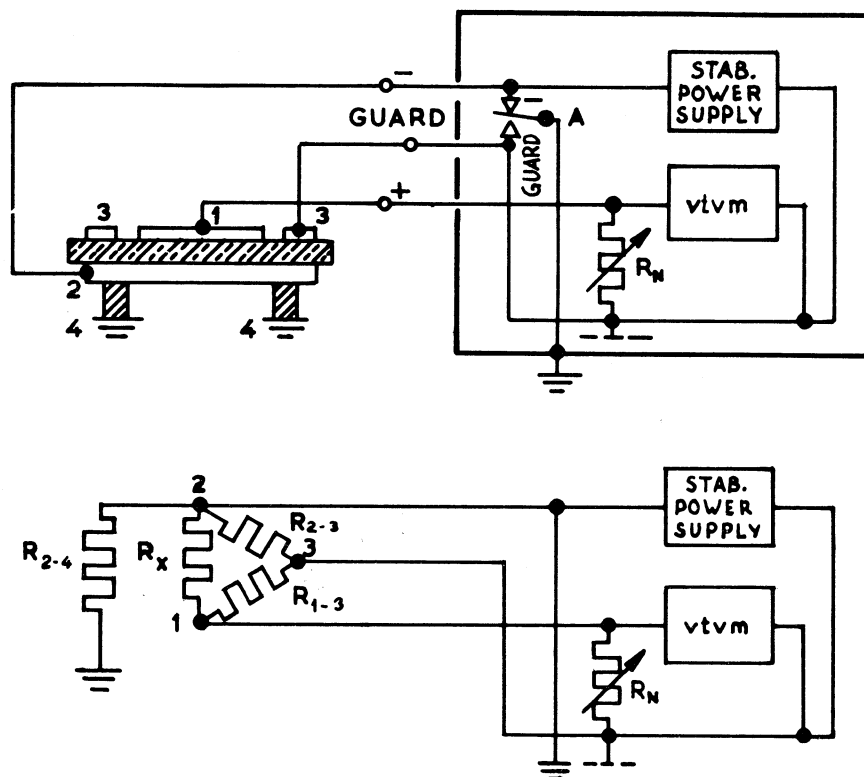 STAB.
POWER
SUPPLY
-
-
A
GUARD
GUARD
+
vtvm
3
1
3
R_N
2
4
4
2
STAB.
POWER
SUPPLY
R_2-3
3
R_2-4
R_X
R_1-3
1
vtvm
R_N